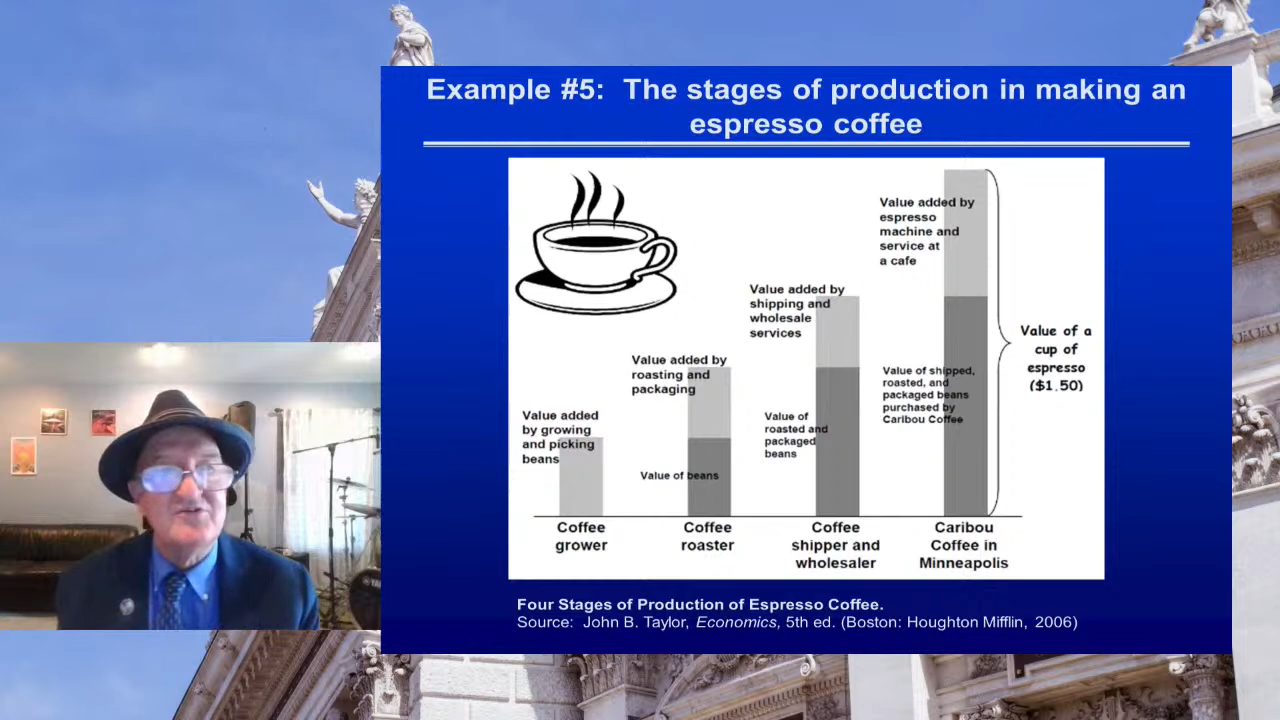 Example #5: The stages of production in making an
espresso coffee
Value added by
espresso
machine and
service at
a cafe
Value added by
shipping and
wholesale
services
Value of a
cup of
espresso
($1.50)
Value added by
roasting and
packaging
Value of shipped,
roasted, and
packaged beans
purchased by
Caribou Coffee
Value added
by growing
and picking
beans
Value of
roasted and
packaged
beans
Value of beans
Coffee
grower
Coffee
roaster
Coffee
shipper and
wholesaler
Caribou
Coffee in
Minneapolis
Four Stages of Production of Espresso Coffee.
Source: John B. Taylor, Economics, 5th ed. (Boston: Houghton Mifflin, 2006)